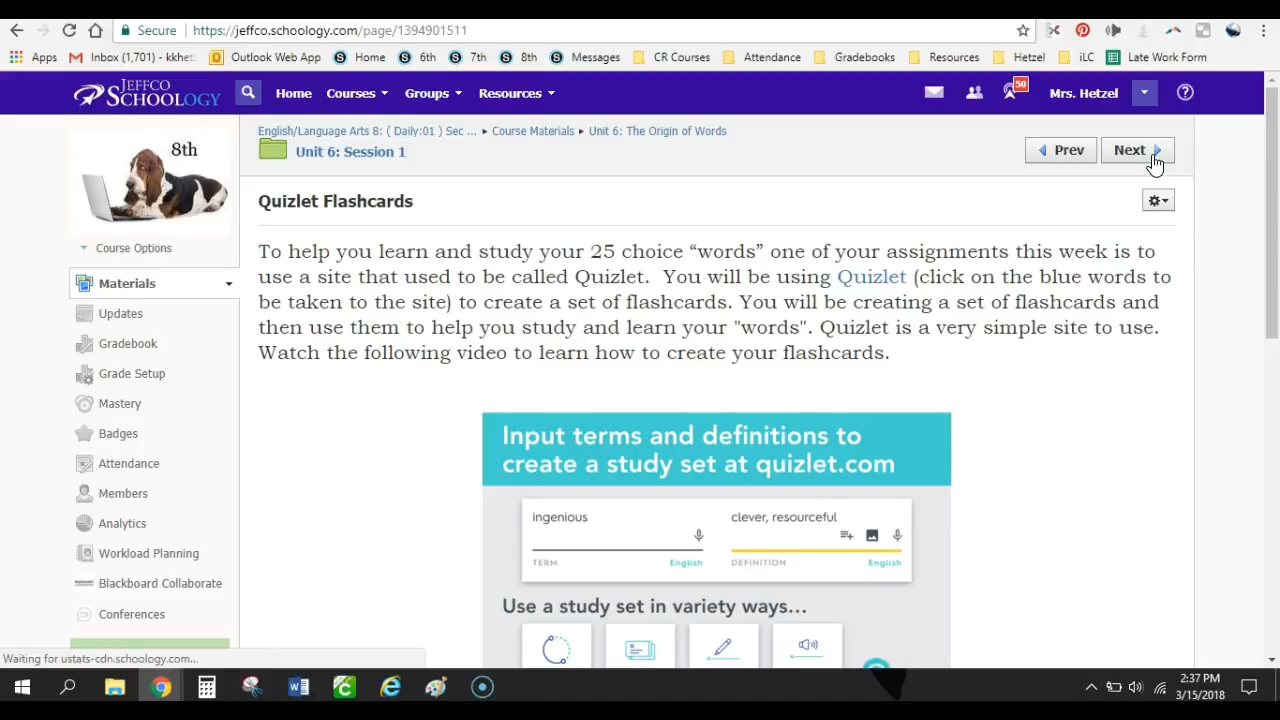 Secure
https://jeffco.schoology.com/page/1394901511
Apps
Inbox (1,701) - kkhet
Outlook Web App
Home
6th
7th
8th
Messages
CR Courses
Attendance
Gradebooks
Resources
Hetzel
iLC
Late Work Form
JEFFCO
SCHOOLOGY
Home
Courses
Groups
Resources
50
Mrs. Hetzel
8th
English/Language Arts 8: ( Daily:01 ) Sec ...
Course Materials
Unit 6: The Origin of Words
Unit 6: Session 1
Prev
Next
Course Options
Materials
Updates
Gradebook
Grade Setup
Mastery
Badges
Attendance
Members
Analytics
Workload Planning
Blackboard Collaborate
Conferences
Quizlet Flashcards
To help you learn and study your 25 choice “words” one of your assignments this week is to
use a site that used to be called Quizlet. You will be using Quizlet (click on the blue words to
be taken to the site) to create a set of flashcards. You will be creating a set of flashcards and
then use them to help you study and learn your "words". Quizlet is a very simple site to use.
Watch the following video to learn how to create your flashcards.
Input terms and definitions to
create a study set at quizlet.com
ingenious
clever, resourceful
TERM
English
DEFINITION
English
Use a study set in variety ways...
Waiting for ustats-cdn.schoology.com...
2:37 PM
3/15/2018